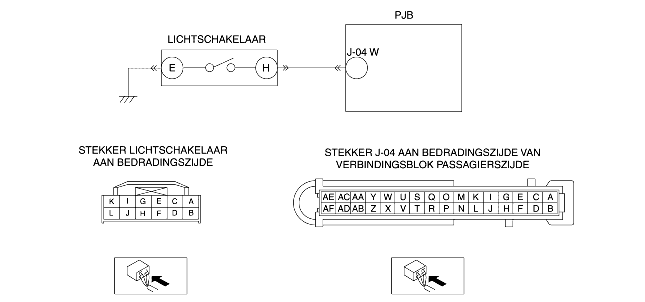 PJB
LICHTSCHAKELAAR
J-04 W
E H
STEKKER LICHTSCHAKELAAR
AAN BEDRADINGSZIJDE
STEKKER J-04 AAN BEDRADINGSZIJDE VAN
VERBINDINGSBLOK PASSAGIERSZIJDE
K I G E C A
L J H F D B
AE AC AA Y W U S Q O M K I G E C A
AF AD AB Z X V T R P N L J H F D B